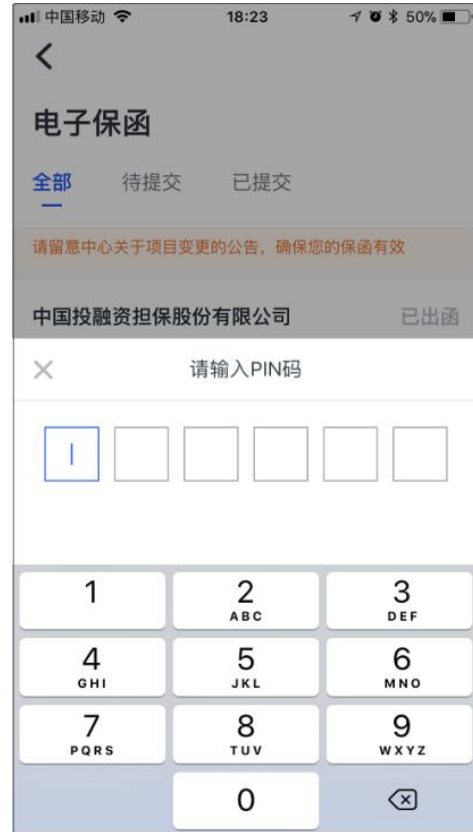 中国移动 18:23 50%
电子保函
全部 待提交 已提交
请留意中心关于项目变更的公告，确保您的保函有效
中国投融资担保股份有限公司 已出函
请输入PIN码
1 2 3
ABC DEF
4 5 6
GHI JKL MNO
7 8 9
PQRS TUV WXYZ
0